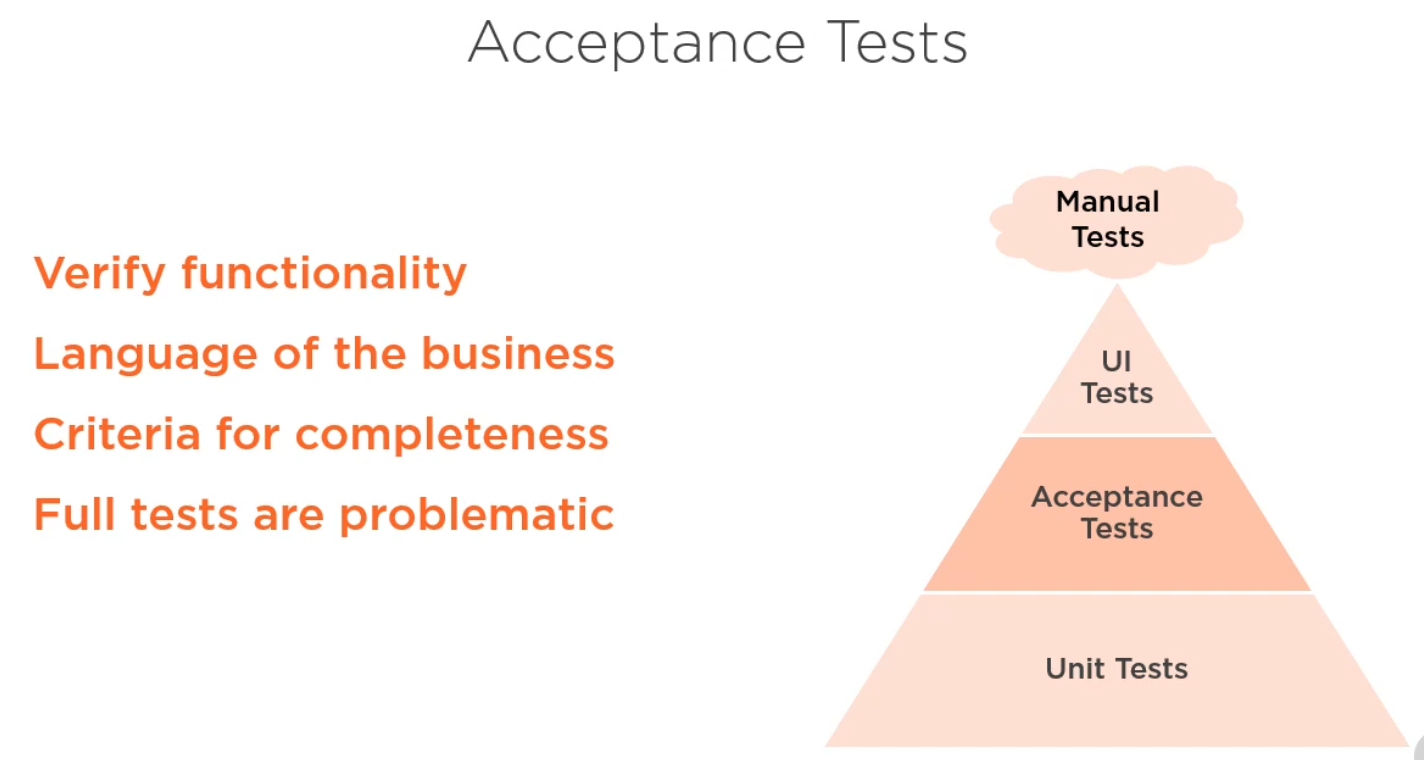 Acceptance Tests
Verify functionality
Language of the business
Criteria for completeness
Full tests are problematic
Manual
Tests
UI
Tests
Acceptance
Tests
Unit Tests